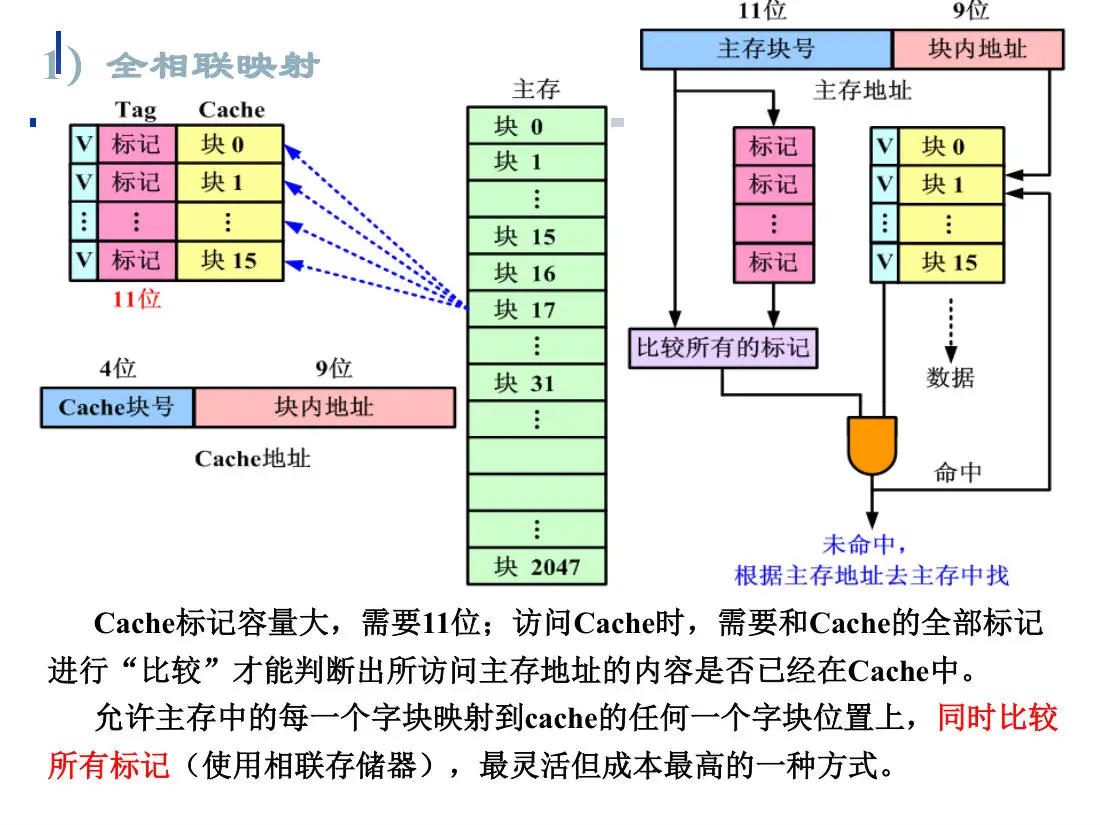 1) 全相联映射
Tag Cache
V 标记 块 0
V 标记 块 1
⋮ ⋮ ⋮
V 标记 块 15
11位
4位 9位
Cache块号 块内地址
Cache地址
主存
块 0
块 1
⋮
块 15
块 16
块 17
⋮
块 31
⋮
⋮
块 2047
11位 9位
主存块号 块内地址
主存地址
标记 V 块 0
标记 V 块 1
⋮ ⋮ ⋮
标记 V 块 15
比较所有的标记
数据
命中
未命中，
根据主存地址去主存中找
Cache标记容量大，需要11位；访问Cache时，需要和Cache的全部标记
进行“比较”才能判断出所访问主存地址的内容是否已经在Cache中。
允许主存中的每一个字块映射到cache的任何一个字块位置上，同时比较
所有标记（使用相联存储器），最灵活但成本最高的一种方式。